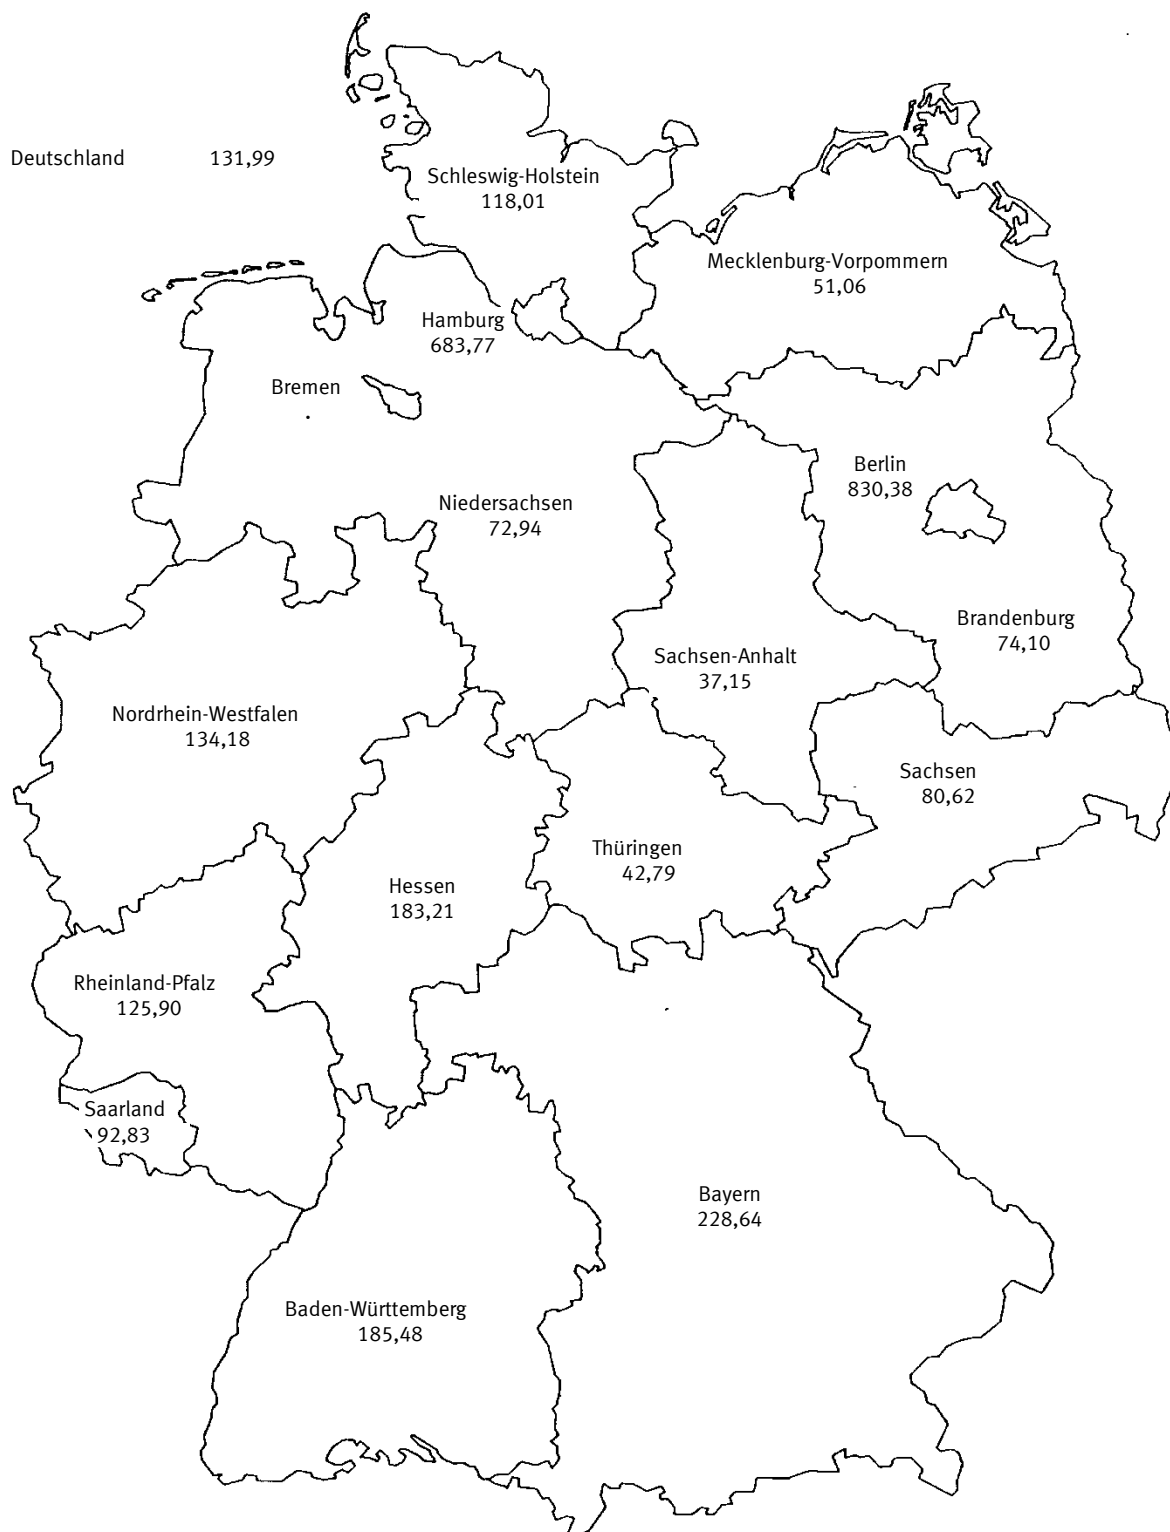 Deutschland 131,99
Schleswig-Holstein
118,01
Mecklenburg-Vorpommern
51,06
Hamburg
683,77
Bremen
.
Berlin
830,38
Niedersachsen
72,94
Brandenburg
74,10
Sachsen-Anhalt
37,15
Nordrhein-Westfalen
134,18
Sachsen
80,62
Thüringen
42,79
Hessen
183,21
Rheinland-Pfalz
125,90
Saarland
92,83
Bayern
228,64
Baden-Württemberg
185,48